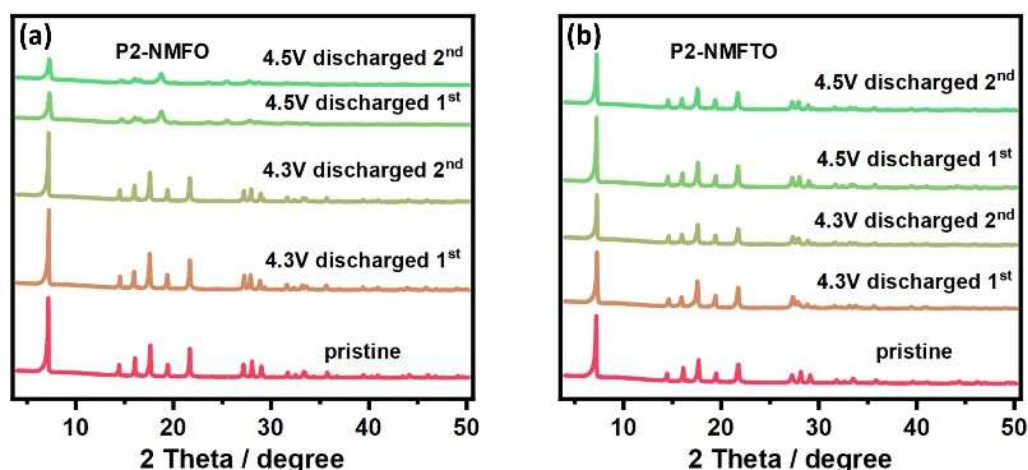 (a)
P2-NMFO
4.5V discharged 2nd
4.5V discharged 1st
4.3V discharged 2nd
4.3V discharged 1st
pristine
10 20 30 40 50
2 Theta / degree
(b)
P2-NMFTO
4.5V discharged 2nd
4.5V discharged 1st
4.3V discharged 2nd
4.3V discharged 1st
pristine
10 20 30 40 50
2 Theta / degree